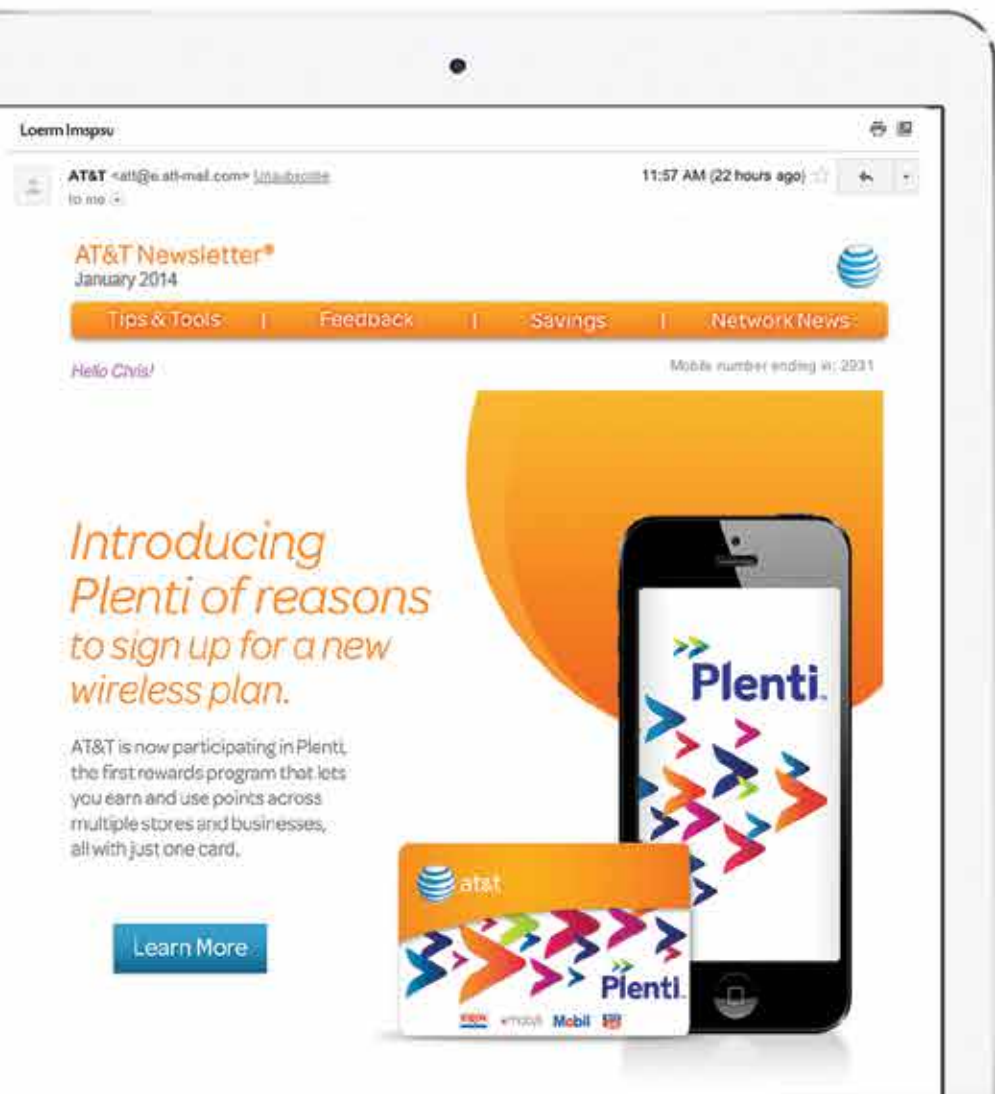 Loerm Imspsu
AT&T <att@e.att-mail.com> Unsubscribe
11:57 AM (22 hours ago)
to me
AT&T Newsletter®
January 2014
Tips & Tools | Feedback | Savings | Network News
Hello Chris!
Mobile number ending in: 2931
Introducing
Plenti of reasons
to sign up for a new
wireless plan.
AT&T is now participating in Plenti,
the first rewards program that lets
you earn and use points across
multiple stores and businesses,
all with just one card.
Learn More
Plenti
at&t
Plenti
macys Mobil